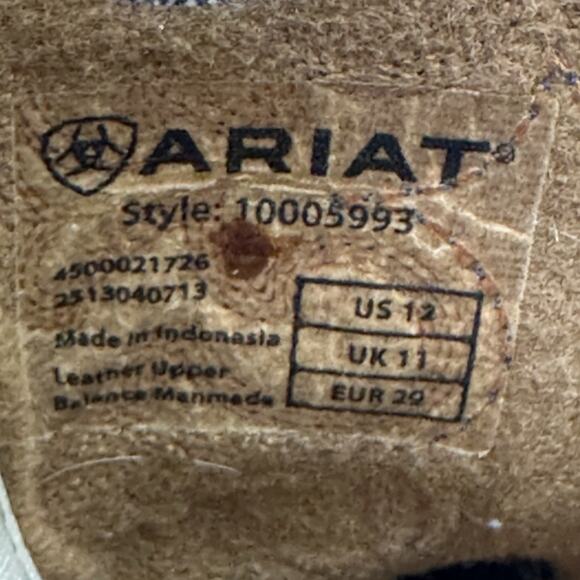 ARIAT®
Style: 10005993
4500021726
2513040713
Made in Indonesia
Leather Upper
Balance Manmade
US 12
UK 11
EUR 29